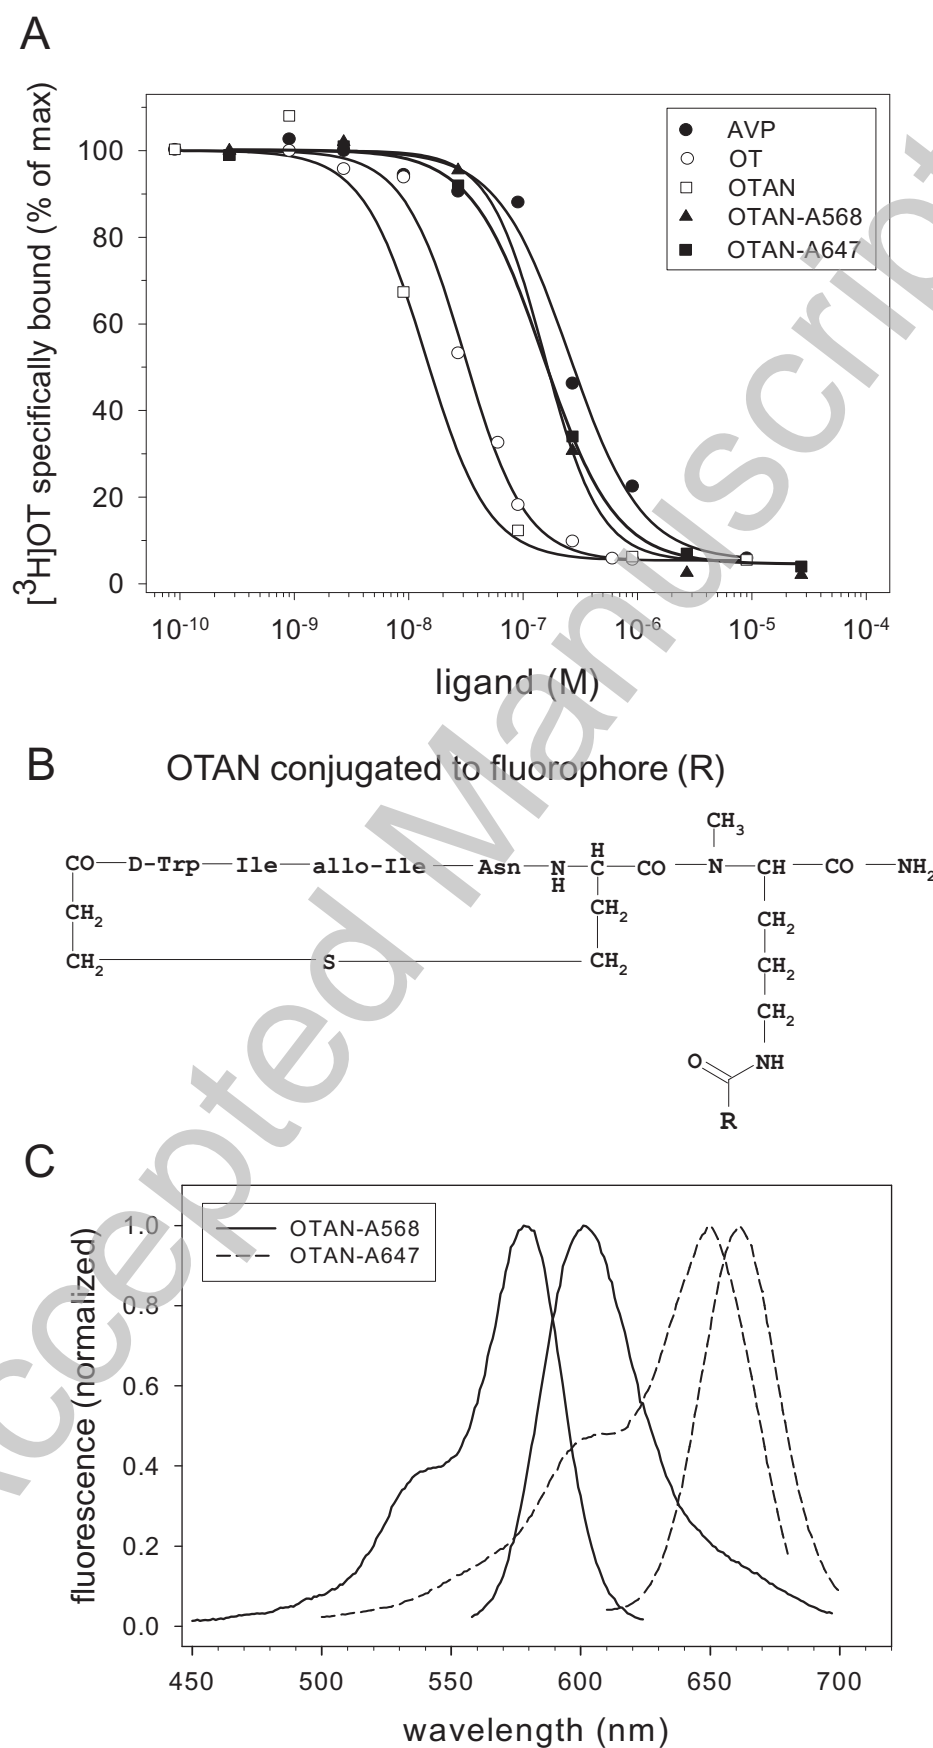 A
[³H]OT specifically bound (% of max)
100
80
60
40
20
0
AVP
OT
OTAN
OTAN-A568
OTAN-A647
10⁻¹⁰ 10⁻⁹ 10⁻⁸ 10⁻⁷ 10⁻⁶ 10⁻⁵ 10⁻⁴
ligand (M)
B OTAN conjugated to fluorophore (R)
CH₃
CO D-Trp Ile allo-Ile Asn N H C H CO N CH CO NH₂
CH₂ CH₂ CH₂
CH₂ S CH₂ CH₂
CH₂
O NH
R
C
fluorescence (normalized)
1.0
0.8
0.6
0.4
0.2
0.0
OTAN-A568
OTAN-A647
450 500 550 600 650 700
wavelength (nm)
Accepted Manuscript